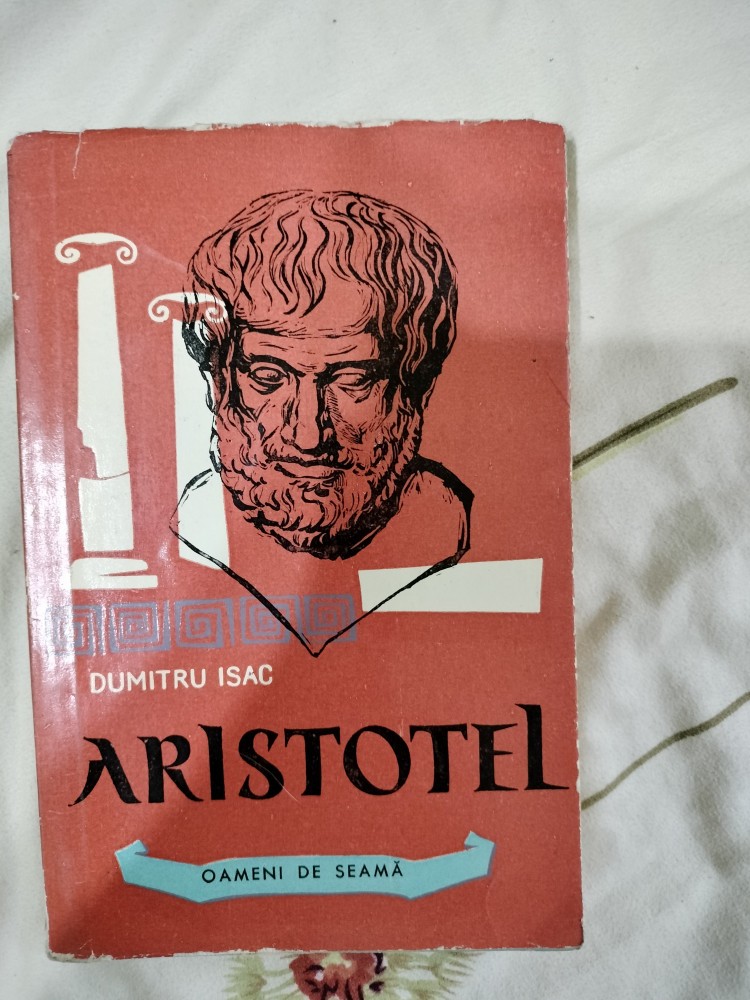 DUMITRU ISAC
ARISTOTEL
OAMENI DE SEAMĂ